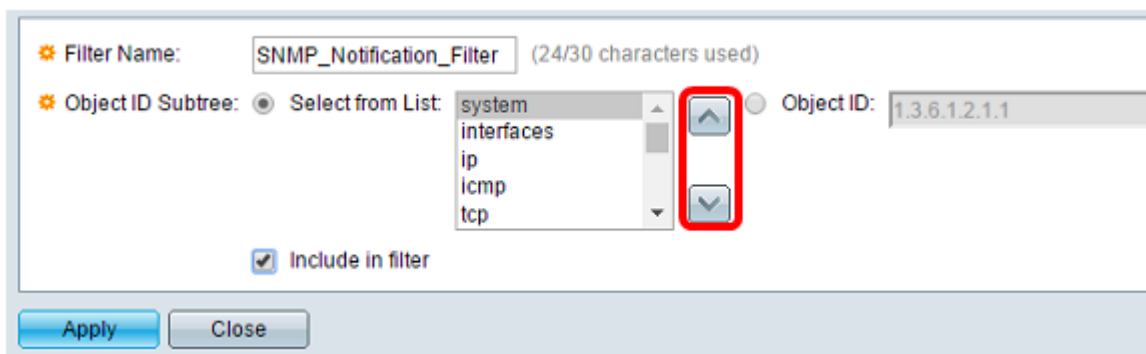 Filter Name: SNMP_Notification_Filter (24/30 characters used)
Object ID Subtree: Select from List: system Object ID: 1.3.6.1.2.1.1
interfaces
ip
icmp
tcp
Include in filter
Apply Close